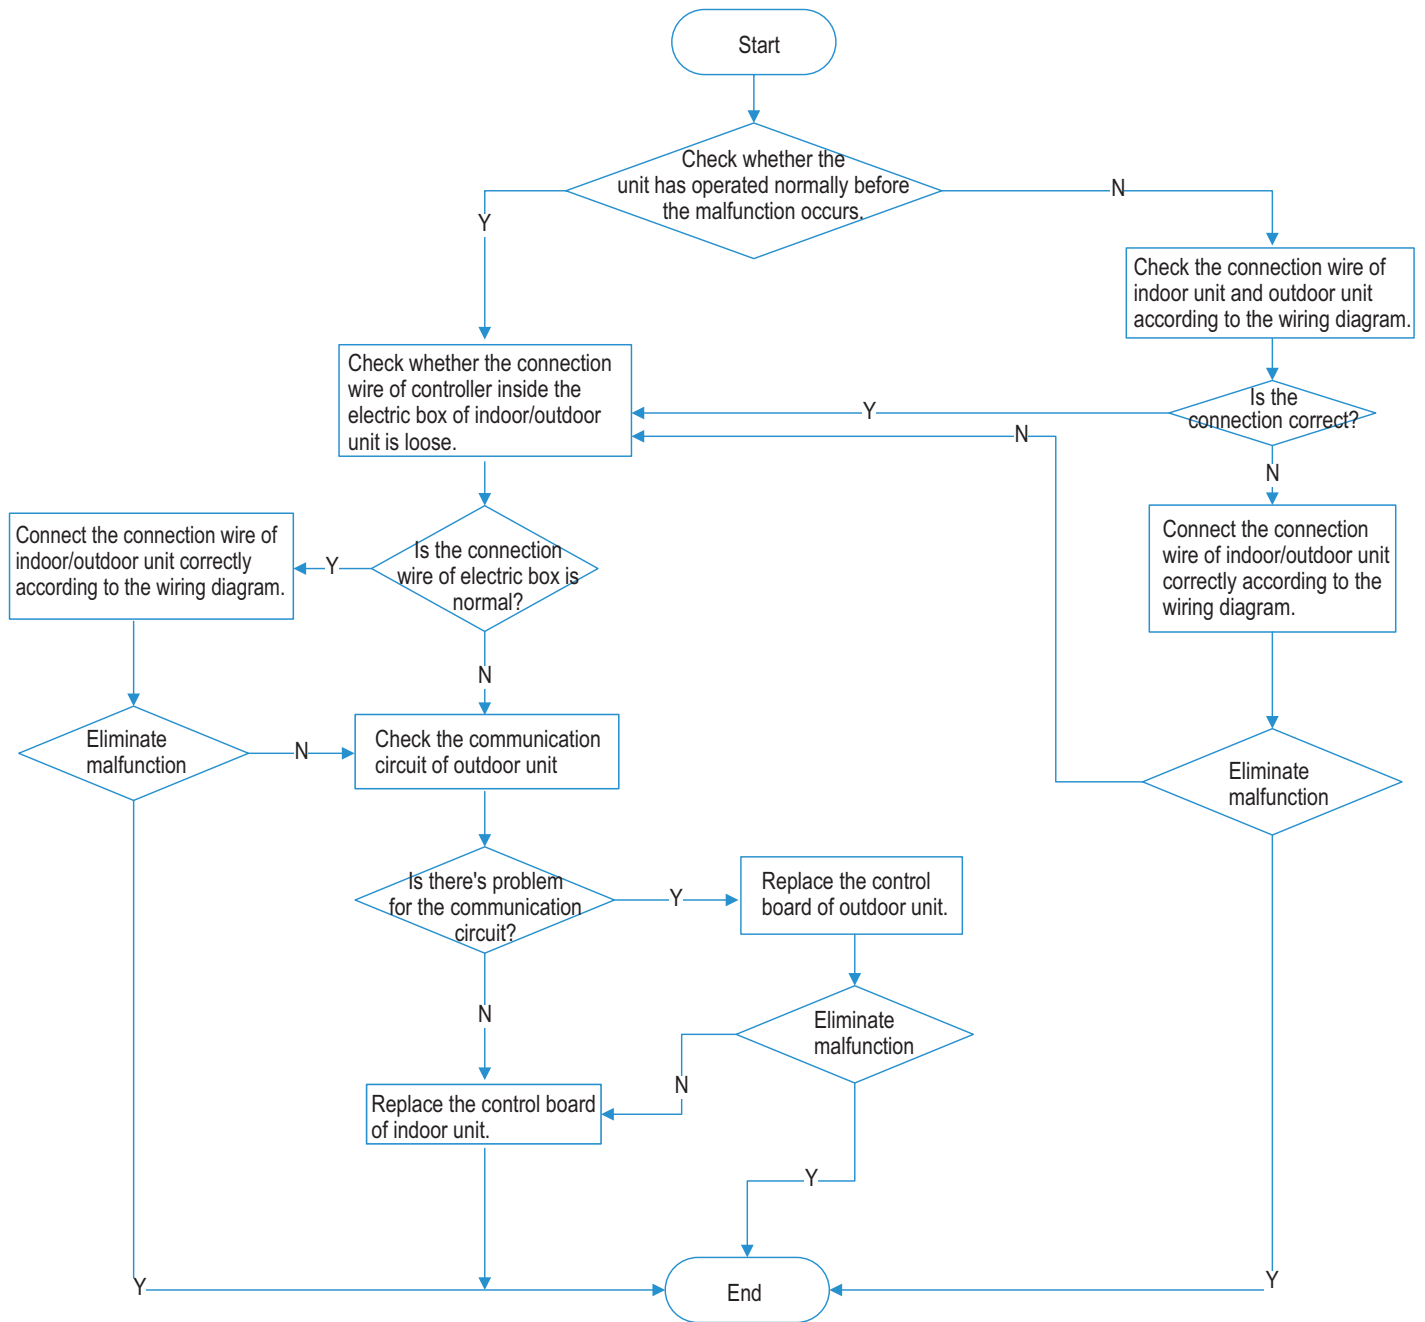 Start
Check whether the
unit has operated normally before
the malfunction occurs.
N
Y
Check the connection wire of
indoor unit and outdoor unit
according to the wiring diagram.
Check whether the connection
wire of controller inside the
electric box of indoor/outdoor
unit is loose.
Y
Is the
connection correct?
N
N
Connect the connection wire of
indoor/outdoor unit correctly
according to the wiring diagram.
Y
Is the connection
wire of electric box is
normal?
Connect the connection
wire of indoor/outdoor unit
correctly according to the
wiring diagram.
N
Eliminate
malfunction
N
Check the communication
circuit of outdoor unit
Eliminate
malfunction
Is there's problem
for the communication
circuit?
Y
Replace the control
board of outdoor unit.
N
Eliminate
malfunction
N
Replace the control board
of indoor unit.
Y
Y
End
Y